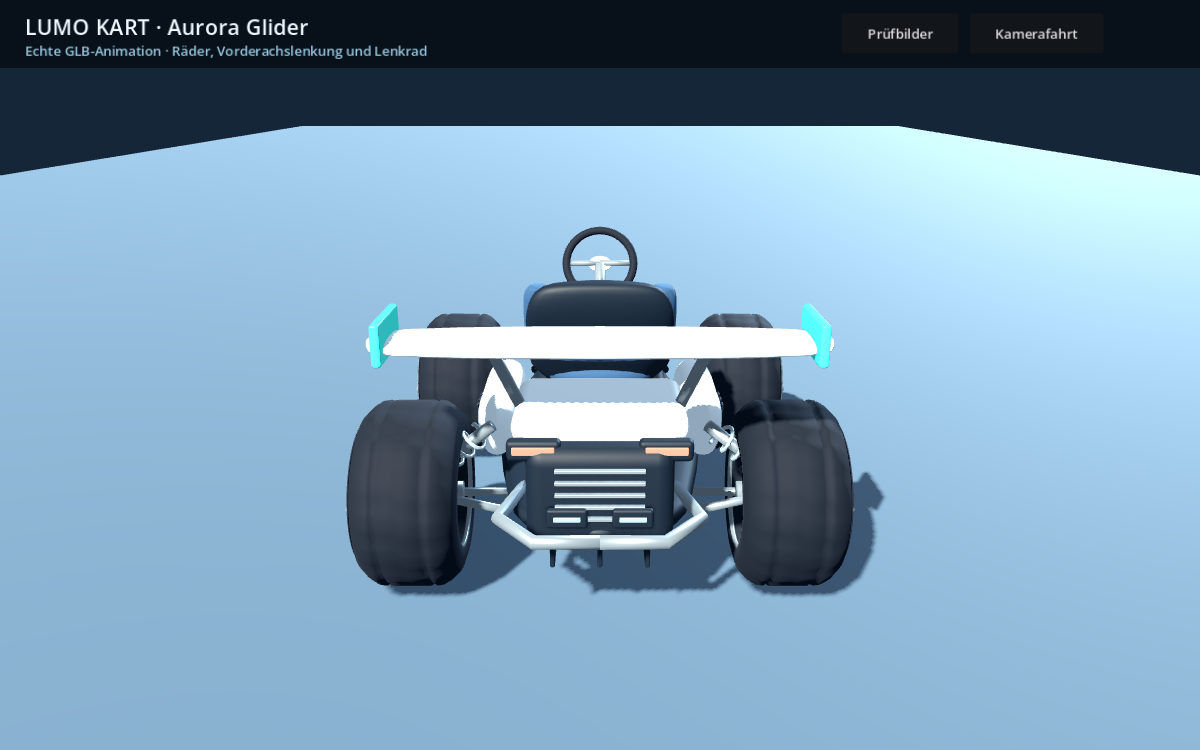 LUMO KART · Aurora Glider
Echte GLB-Animation · Räder, Vorderachslenkung und Lenkrad
Prüfbilder
Kamerafahrt